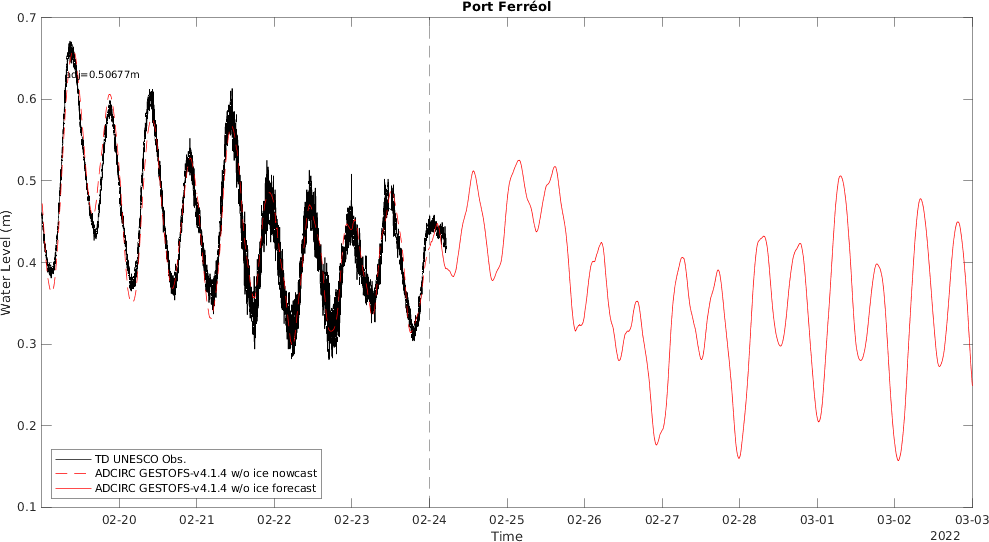 Port Ferréol
0.7
0.6
0.5
0.4
0.3
0.2
0.1
Water Level (m)
adj=0.50677m
TD UNESCO Obs.
ADCIRC GESTOFS-v4.1.4 w/o ice nowcast
ADCIRC GESTOFS-v4.1.4 w/o ice forecast
02-20 02-21 02-22 02-23 02-24 02-25 02-26 02-27 02-28 03-01 03-02 03-03
Time
2022